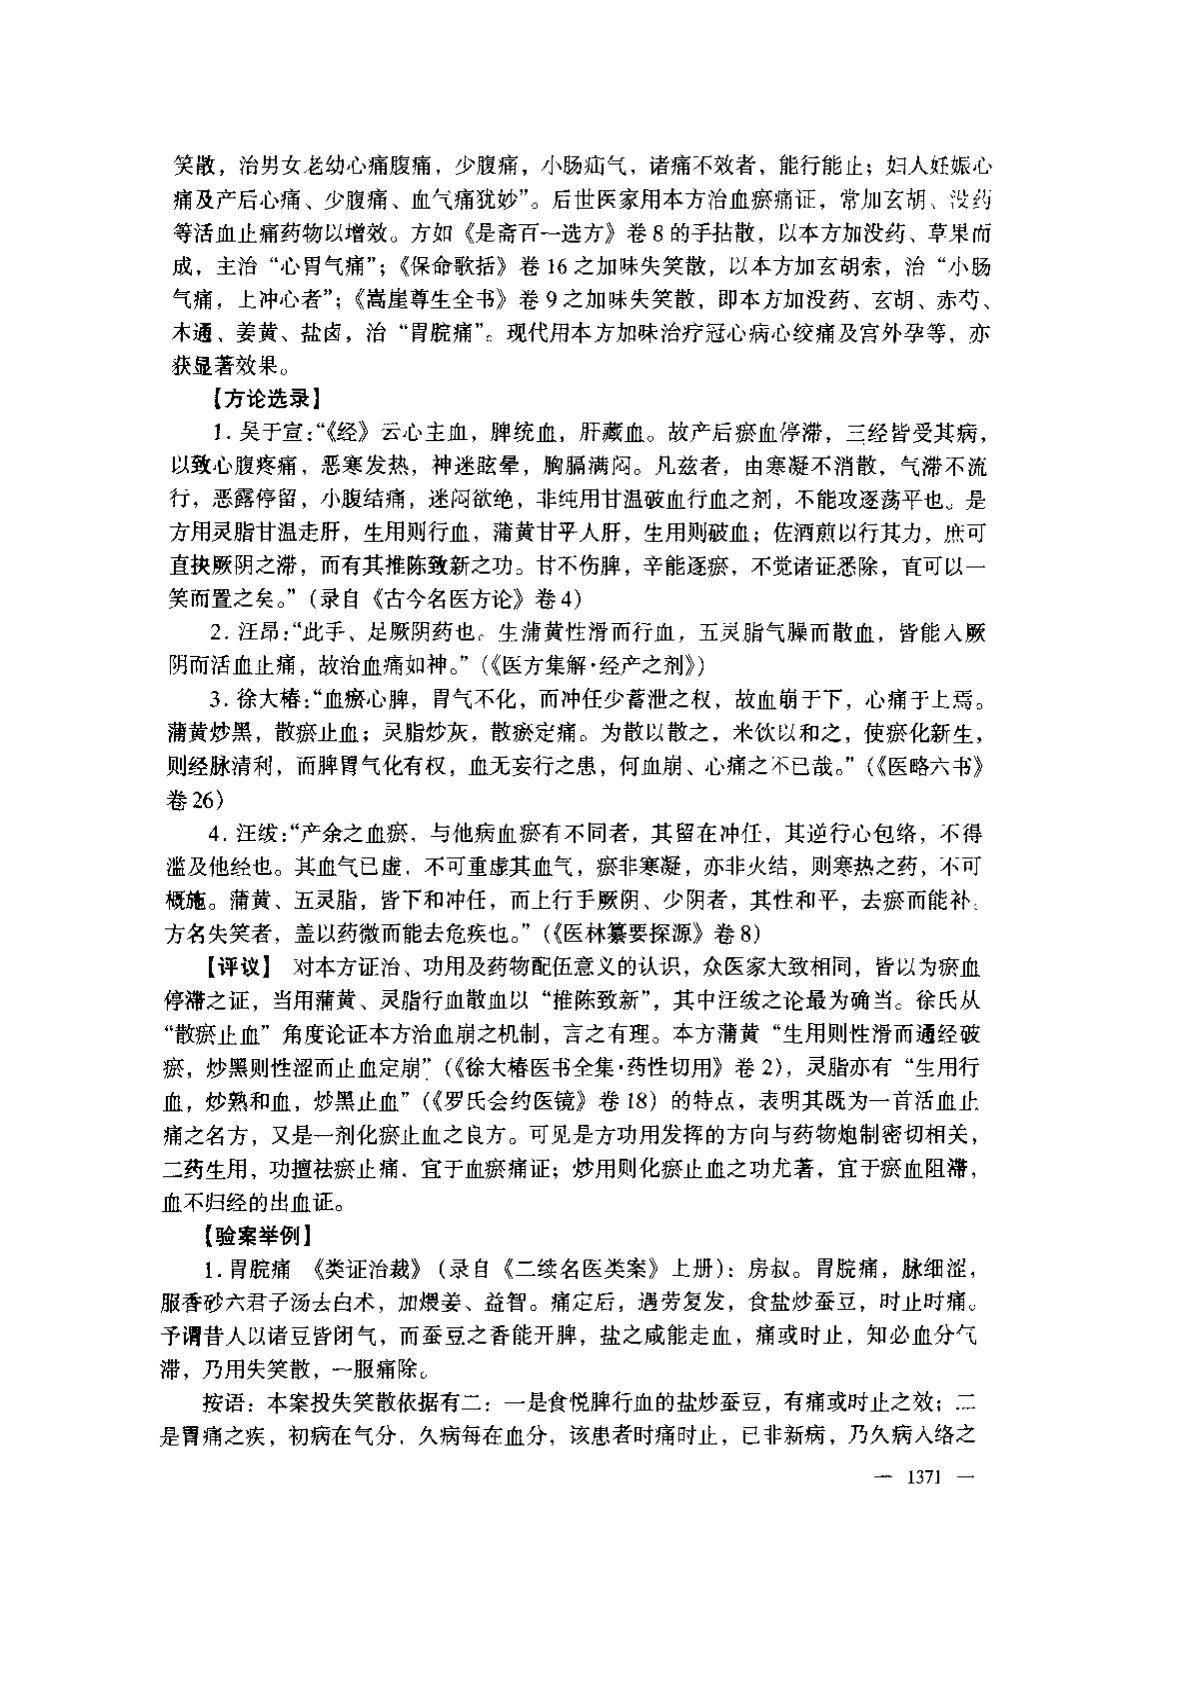 笑散，治男女老幼心痛腹痛，少腹痛，小肠疝气，诸痛不效者，能行能止；妇人妊娠心
痛及产后心痛、少腹痛、血气痛犹妙”。后世医家用本方治血瘀痛证，常加玄胡、没药
等活血止痛药物以增效。方如《是斋百一选方》卷8的手拈散，以本方加没药、草果而
成，主治“心胃气痛”；《保命歌括》卷16之加味失笑散，以本方加玄胡索，治“小肠
气痛，上冲心者”；《嵩崖尊生全书》卷9之加味失笑散，即本方加没药、玄胡、赤芍、
木通、姜黄、盐卤，治“胃脘痛”。现代用本方加味治疗冠心病心绞痛及宫外孕等，亦
获显著效果。
【方论选录】
1. 吴于宣：“《经》云心主血，脾统血，肝藏血。故产后瘀血停滞，三经皆受其病，
以致心腹疼痛，恶寒发热，神迷眩晕，胸膈满闷。凡兹者，由寒凝不消散，气滞不流
行，恶露停留，小腹结痛，迷闷欲绝，非纯用甘温破血行血之剂，不能攻逐荡平也。是
方用灵脂甘温走肝，生用则行血，蒲黄甘平人肝，生用则破血；佐酒煎以行其力，庶可
直抉厥阴之滞，而有其推陈致新之功。甘不伤脾，辛能逐瘀，不觉诸证悉除，直可以一
笑而置之矣。”（录自《古今名医方论》卷4）
2. 汪昂：“此手、足厥阴药也。生蒲黄性滑而行血，五灵脂气臊而散血，皆能入厥
阴而活血止痛，故治血痛如神。”（《医方集解·经产之剂》）
3. 徐大椿：“血瘀心脾，胃气不化，而冲任少蓄泄之权，故血崩于下，心痛于上焉。
蒲黄炒黑，散瘀止血；灵脂炒灰，散瘀定痛。为散以散之，米饮以和之，使瘀化新生，
则经脉清利，而脾胃气化有权，血无妄行之患，何血崩、心痛之不已哉。”（《医略六书》
卷26）
4. 汪绂：“产余之血瘀，与他病血瘀有不同者，其留在冲任，其逆行心包络，不得
滥及他经也。其血气已虚，不可重虚其血气，瘀非寒凝，亦非火结，则寒热之药，不可
概施。蒲黄、五灵脂，皆下和冲任，而上行手厥阴、少阴者，其性和平，去瘀而能补。
方名失笑者，盖以药微而能去危疾也。”（《医林纂要探源》卷8）
【评议】 对本方证治、功用及药物配伍意义的认识，众医家大致相同，皆以为瘀血
停滞之证，当用蒲黄、灵脂行血散血以“推陈致新”，其中汪绂之论最为确当。徐氏从
“散瘀止血”角度论证本方治血崩之机制，言之有理。本方蒲黄“生用则性滑而通经破
瘀，炒黑则性涩而止血定崩”（《徐大椿医书全集·药性切用》卷2），灵脂亦有“生用行
血，炒熟和血，炒黑止血”（《罗氏会约医镜》卷18）的特点，表明其既为一首活血止
痛之名方，又是一剂化瘀止血之良方。可见是方功用发挥的方向与药物炮制密切相关，
二药生用，功擅祛瘀止痛，宜于血瘀痛证；炒用则化瘀止血之功尤著，宜于瘀血阻滞，
血不归经的出血证。
【验案举例】
1. 胃脘痛 《类证治裁》（录自《二续名医类案》上册）：房叔。胃脘痛，脉细涩，
服香砂六君子汤去白术，加煨姜、益智。痛定后，遇劳复发，食盐炒蚕豆，时止时痛。
予谓昔人以诸豆皆闭气，而蚕豆之香能开脾，盐之咸能走血，痛或时止，知必血分气
滞，乃用失笑散，一服痛除。
按语：本案投失笑散依据有二：一是食悦脾行血的盐炒蚕豆，有痛或时止之效；二
是胃痛之疾，初病在气分，久病每在血分，该患者时痛时止，已非新病，乃久病入络之
— 1371 —